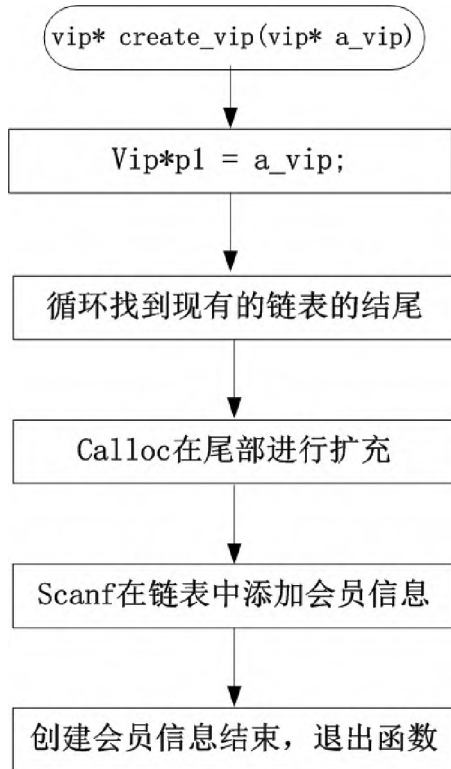 vip* create_vip(vip* a_vip)
Vip*p1 = a_vip;
循环找到现有的链表的结尾
Calloc在尾部进行扩充
Scanf在链表中添加会员信息
创建会员信息结束，退出函数